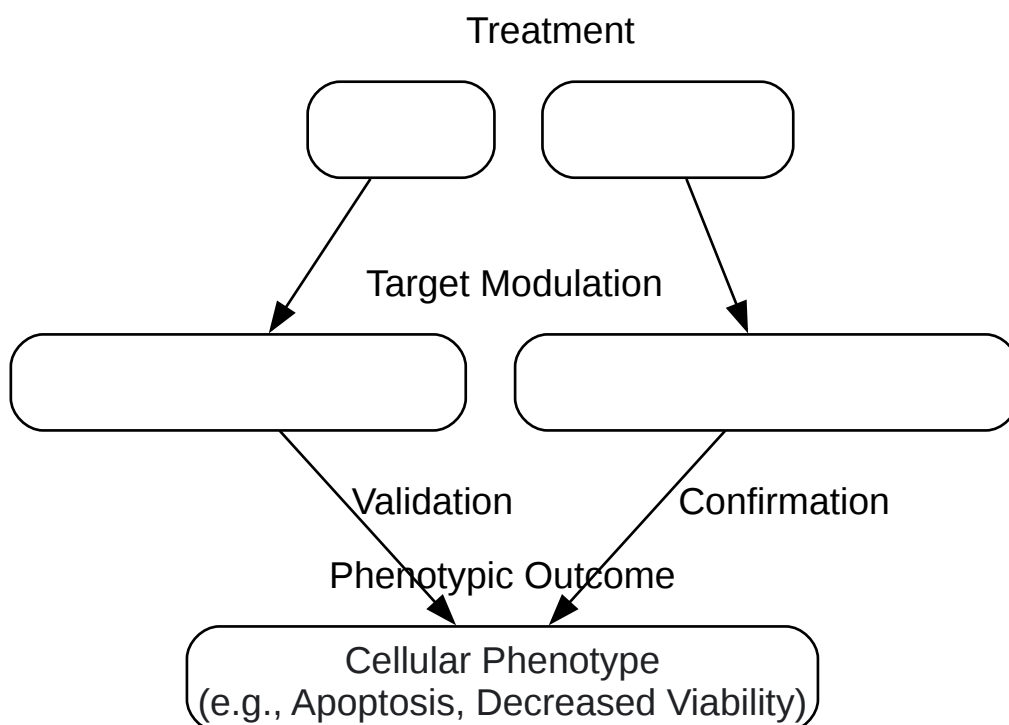 Treatment
Target Modulation
Validation
Confirmation
Phenotypic Outcome
Cellular Phenotype
(e.g., Apoptosis, Decreased Viability)